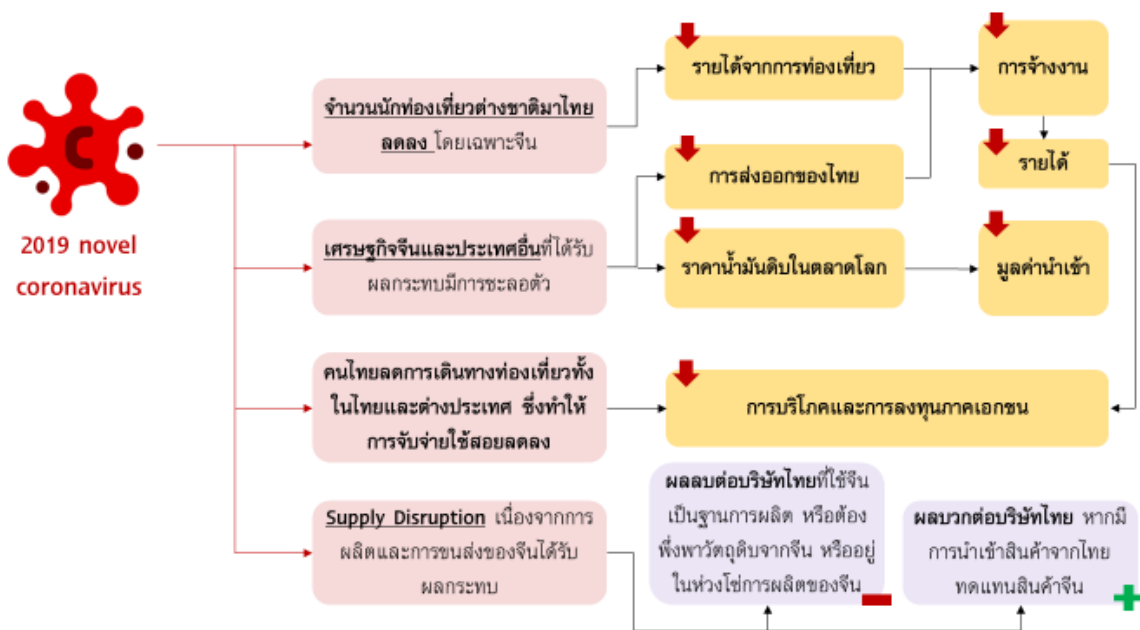 2019 novel
coronavirus
จำนวนนักท่องเที่ยวต่างชาติมาไทย
ลดลง โดยเฉพาะจีน
เศรษฐกิจจีนและประเทศอื่นที่ได้รับ
ผลกระทบมีการชะลอตัว
คนไทยลดการเดินทางท่องเที่ยวทั้ง
ในไทยและต่างประเทศ ซึ่งทำให้
การจับจ่ายใช้สอยลดลง
Supply Disruption เนื่องจากการ
ผลิตและการขนส่งของจีนได้รับ
ผลกระทบ
รายได้จากการท่องเที่ยว
การส่งออกของไทย
ราคาน้ำมันดิบในตลาดโลก
การจ้างงาน
รายได้
มูลค่านำเข้า
การบริโภคและการลงทุนภาคเอกชน
ผลลบต่อบริษัทไทยที่ใช้จีน
เป็นฐานการผลิต หรือต้อง
พึ่งพาวัตถุดิบจากจีน หรืออยู่
ในห่วงโซ่การผลิตของจีน
ผลบวกต่อบริษัทไทย หากมี
การนำเข้าสินค้าจากไทย
ทดแทนสินค้าจีน